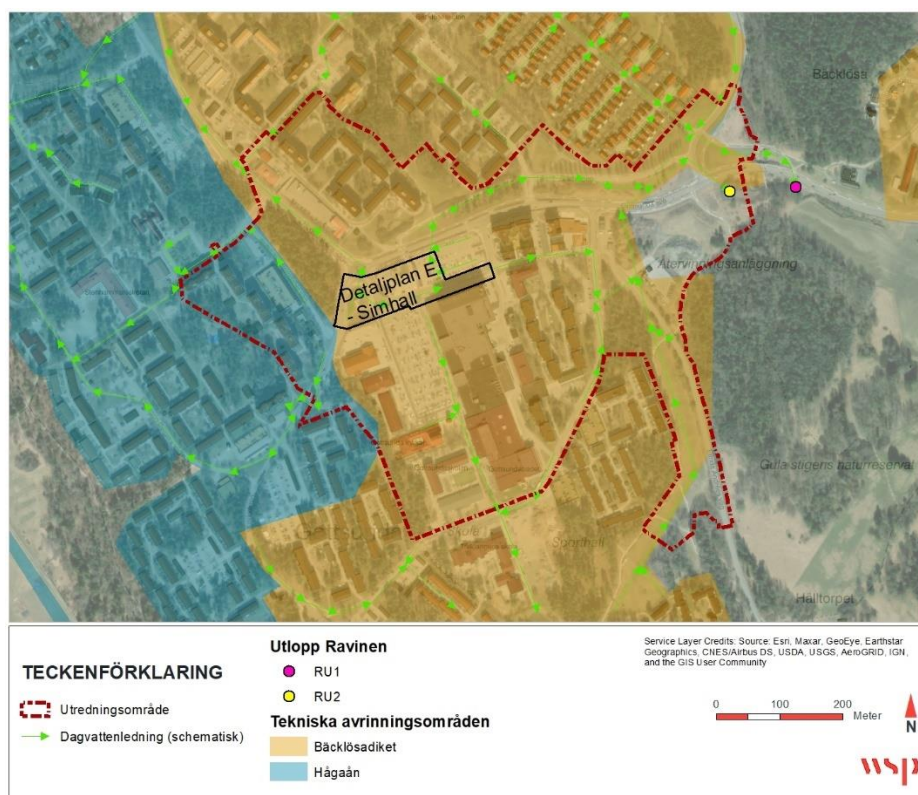 Bäcklösa
Återvinningsanläggning
Detaljplan E
- Simhall
Gula stigens naturreservat
Sporthall
Hälltorpet
TECKENFÖRKLARING
Utredningsområde
Dagvattenledning (schematisk)
Utlopp Ravinen
RU1
RU2
Tekniska avrinningsområden
Bäcklösadiket
Hågaån
Service Layer Credits: Source: Esri, Maxar, GeoEye, Earthstar
Geographics, CNES/Airbus DS, USDA, USGS, AeroGRID, IGN,
and the GIS User Community
0 100 200
Meter
N
wsp